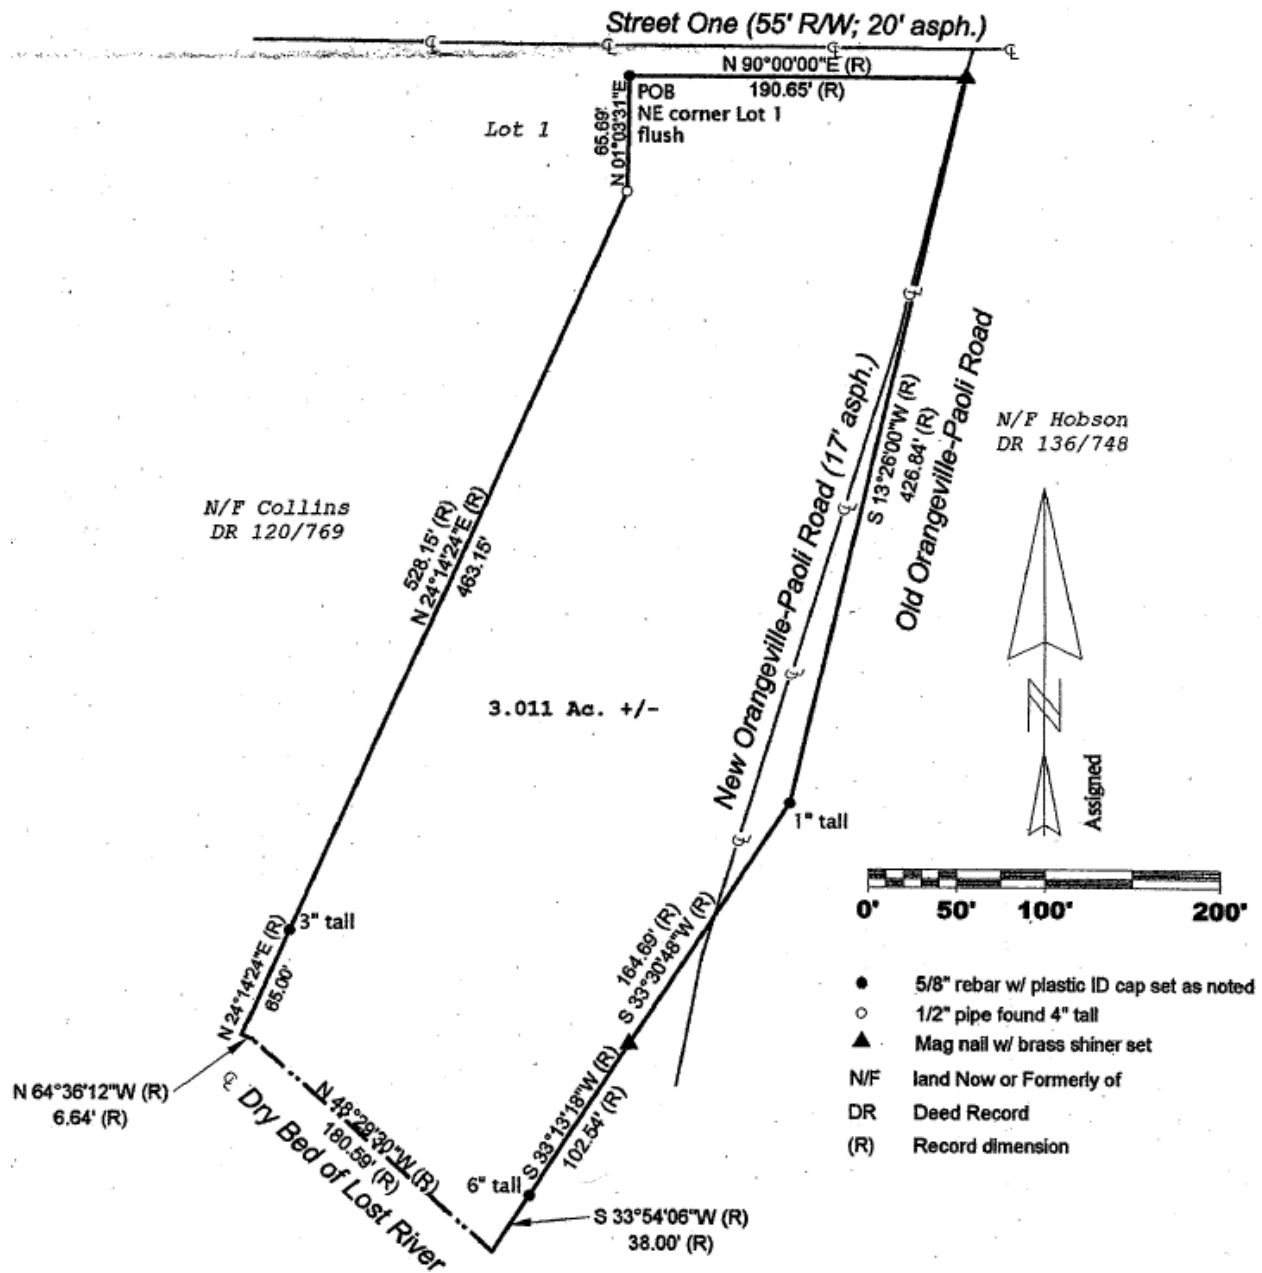 Street One (55' R/W; 20' asph.)
℄
℄
℄
℄
N 90°00'00"E (R)
190.65' (R)
POB
NE corner Lot 1
flush
Lot 1
65.69'
N 01°03'31"E
℄
N/F Hobson
DR 136/748
New Orangeville-Paoli Road (17' asph.)
S 13°26'00"W (R)
426.84' (R)
Old Orangeville-Paoli Road
℄
N/F Collins
DR 120/769
528.15' (R)
N 24°14'24"E (R)
463.15'
℄
3.011 Ac. +/-
N
Assigned
1" tall
℄
0' 50' 100' 200'
3" tall
164.69' (R)
S 33°30'48"W (R)
N 24°14'24"E (R)
65.00'
5/8" rebar w/ plastic ID cap set as noted
1/2" pipe found 4" tall
Mag nail w/ brass shiner set
N/F land Now or Formerly of
DR Deed Record
(R) Record dimension
N 64°36'12"W (R)
6.64' (R)
℄ Dry Bed of Lost River
N 48°29'30"W (R)
180.59' (R)
S 33°13'18"W (R)
102.54' (R)
6" tall
S 33°54'06"W (R)
38.00' (R)